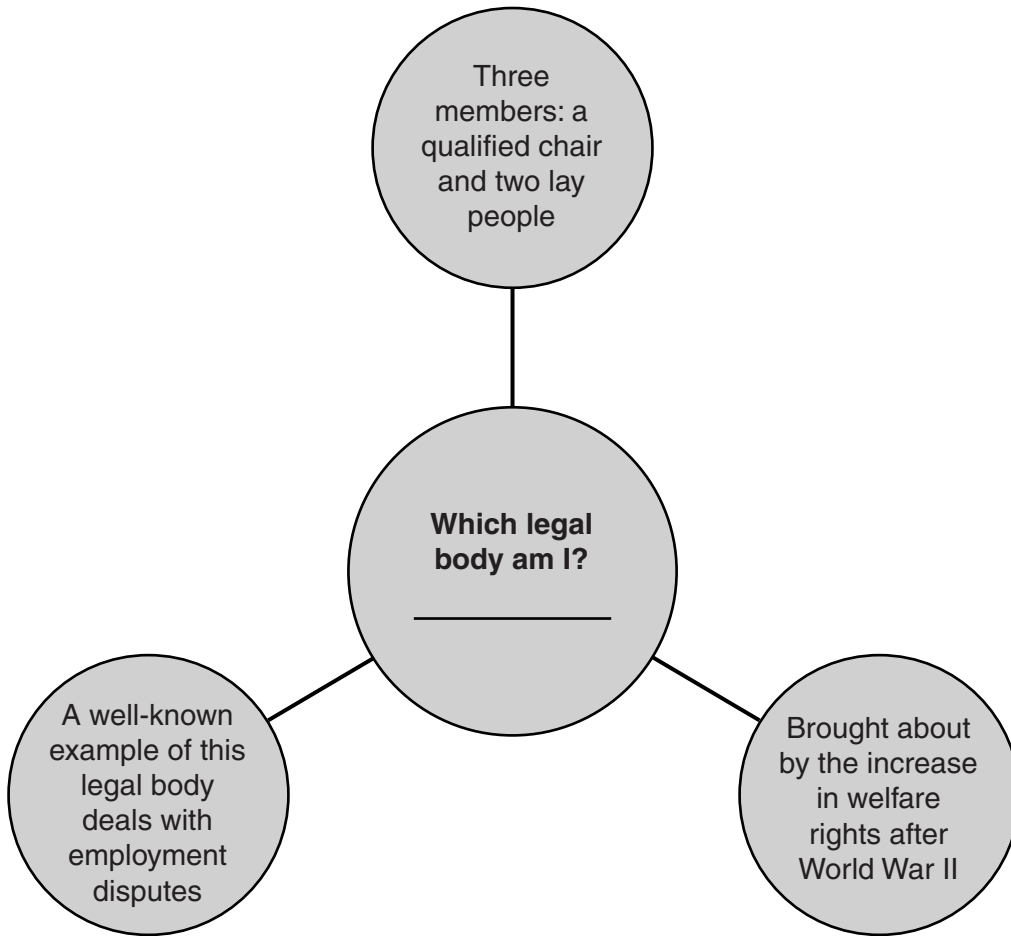 Three
members: a
qualified chair
and two lay
people
Which legal
body am I?
A well-known
example of this
legal body
deals with
employment
disputes
Brought about
by the increase
in welfare
rights after
World War II